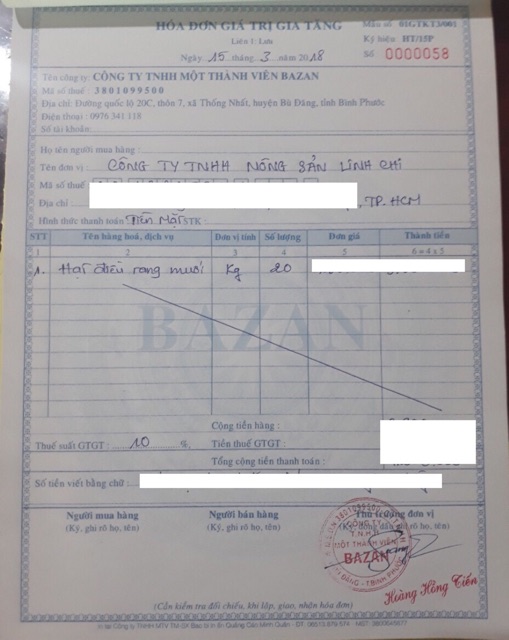 HÓA ĐƠN GIÁ TRỊ GIA TĂNG
Mẫu số: 01GTKT3/001
Liên 1: Lưu
Ký hiệu: HT/15P
Ngày 15 tháng 3 năm 2018
Số 0000058
Tên công ty: CÔNG TY TNHH MỘT THÀNH VIÊN BAZAN
Mã số thuế: 3801099500
Địa chỉ: Đường quốc lộ 20C, thôn 7, xã Thống Nhất, huyện Bù Đăng, tỉnh Bình Phước
Điện thoại: 0976 341 118
Số tài khoản:
Họ tên người mua hàng:
Tên đơn vị: CÔNG TY TNHH NÔNG SẢN LINH CHI
Mã số thuế
Địa chỉ: , TP. HCM
Hình thức thanh toán: Tiền Mặt STK:
STT Tên hàng hoá, dịch vụ Đơn vị tính Số lượng Đơn giá Thành tiền
1 2 3 4 5 6 = 4 x 5
1. Hạt điều rang muối Kg 20
BAZAN
Cộng tiền hàng:
Thuế suất GTGT: 10 %, Tiền thuế GTGT:
Tổng cộng tiền thanh toán:
Số tiền viết bằng chữ:
Người mua hàng Người bán hàng Thủ trưởng đơn vị
(Ký, ghi rõ họ, tên) (Ký, ghi rõ họ, tên)
CÔNG TY
T.N.H.H
MỘT THÀNH VIÊN
BAZAN
Hoàng Hồng Tiến
(Cần kiểm tra đối chiếu, khi lập, giao, nhận hóa đơn)